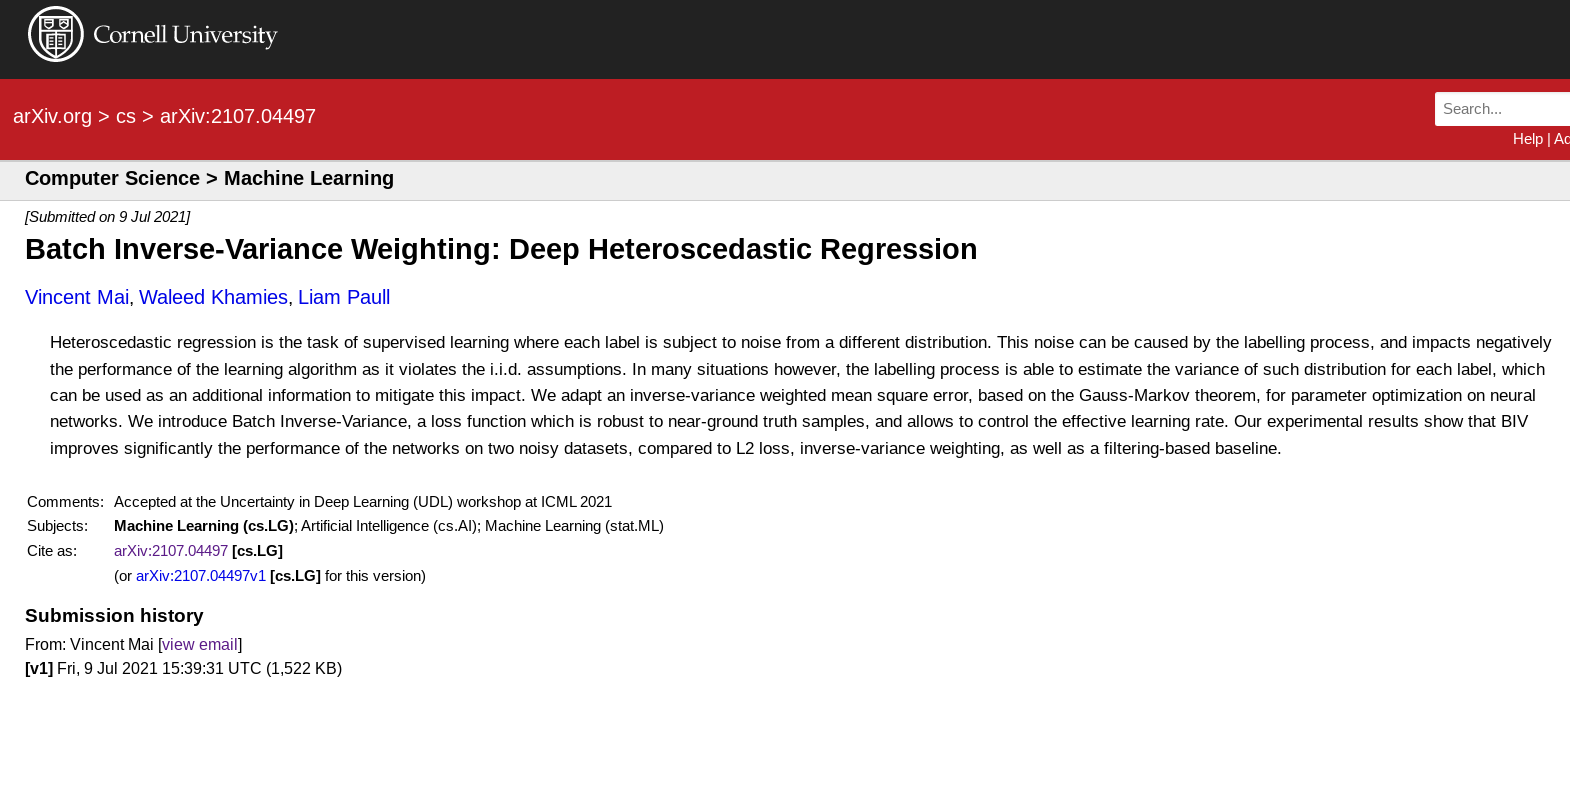 Cornell University
arXiv.org > cs > arXiv:2107.04497
Search...
Help |
Computer Science > Machine Learning
[Submitted on 9 Jul 2021]
Batch Inverse-Variance Weighting: Deep Heteroscedastic Regression
Vincent Mai, Waleed Khamies, Liam Paull
Heteroscedastic regression is the task of supervised learning where each label is subject to noise from a different distribution. This noise can be caused by the labelling process, and impacts negatively
the performance of the learning algorithm as it violates the i.i.d. assumptions. In many situations however, the labelling process is able to estimate the variance of such distribution for each label, which
can be used as an additional information to mitigate this impact. We adapt an inverse-variance weighted mean square error, based on the Gauss-Markov theorem, for parameter optimization on neural
networks. We introduce Batch Inverse-Variance, a loss function which is robust to near-ground truth samples, and allows to control the effective learning rate. Our experimental results show that BIV
improves significantly the performance of the networks on two noisy datasets, compared to L2 loss, inverse-variance weighting, as well as a filtering-based baseline.
Comments: Accepted at the Uncertainty in Deep Learning (UDL) workshop at ICML 2021
Subjects: Machine Learning (cs.LG); Artificial Intelligence (cs.AI); Machine Learning (stat.ML)
Cite as: arXiv:2107.04497 [cs.LG]
(or arXiv:2107.04497v1 [cs.LG] for this version)
Submission history
From: Vincent Mai [view email]
[v1] Fri, 9 Jul 2021 15:39:31 UTC (1,522 KB)